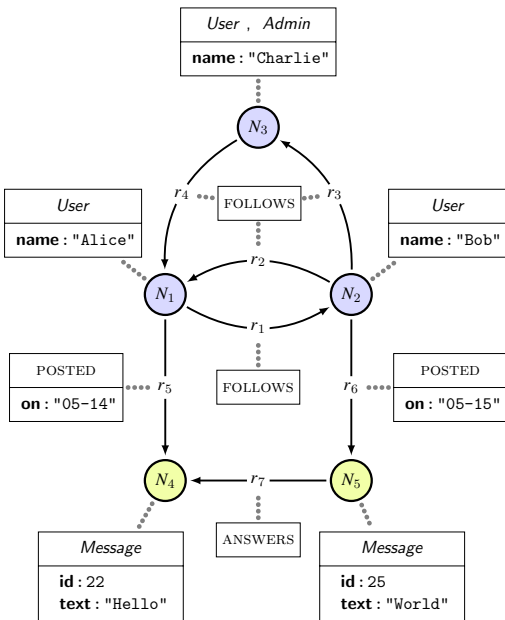 User , Admin
name : "Charlie"
N3
r4
r3
FOLLOWS
User
name : "Alice"
User
name : "Bob"
r2
N1
N2
r1
FOLLOWS
POSTED
on : "05-14"
r5
r6
POSTED
on : "05-15"
N4
r7
N5
ANSWERS
Message
id : 22
text : "Hello"
Message
id : 25
text : "World"